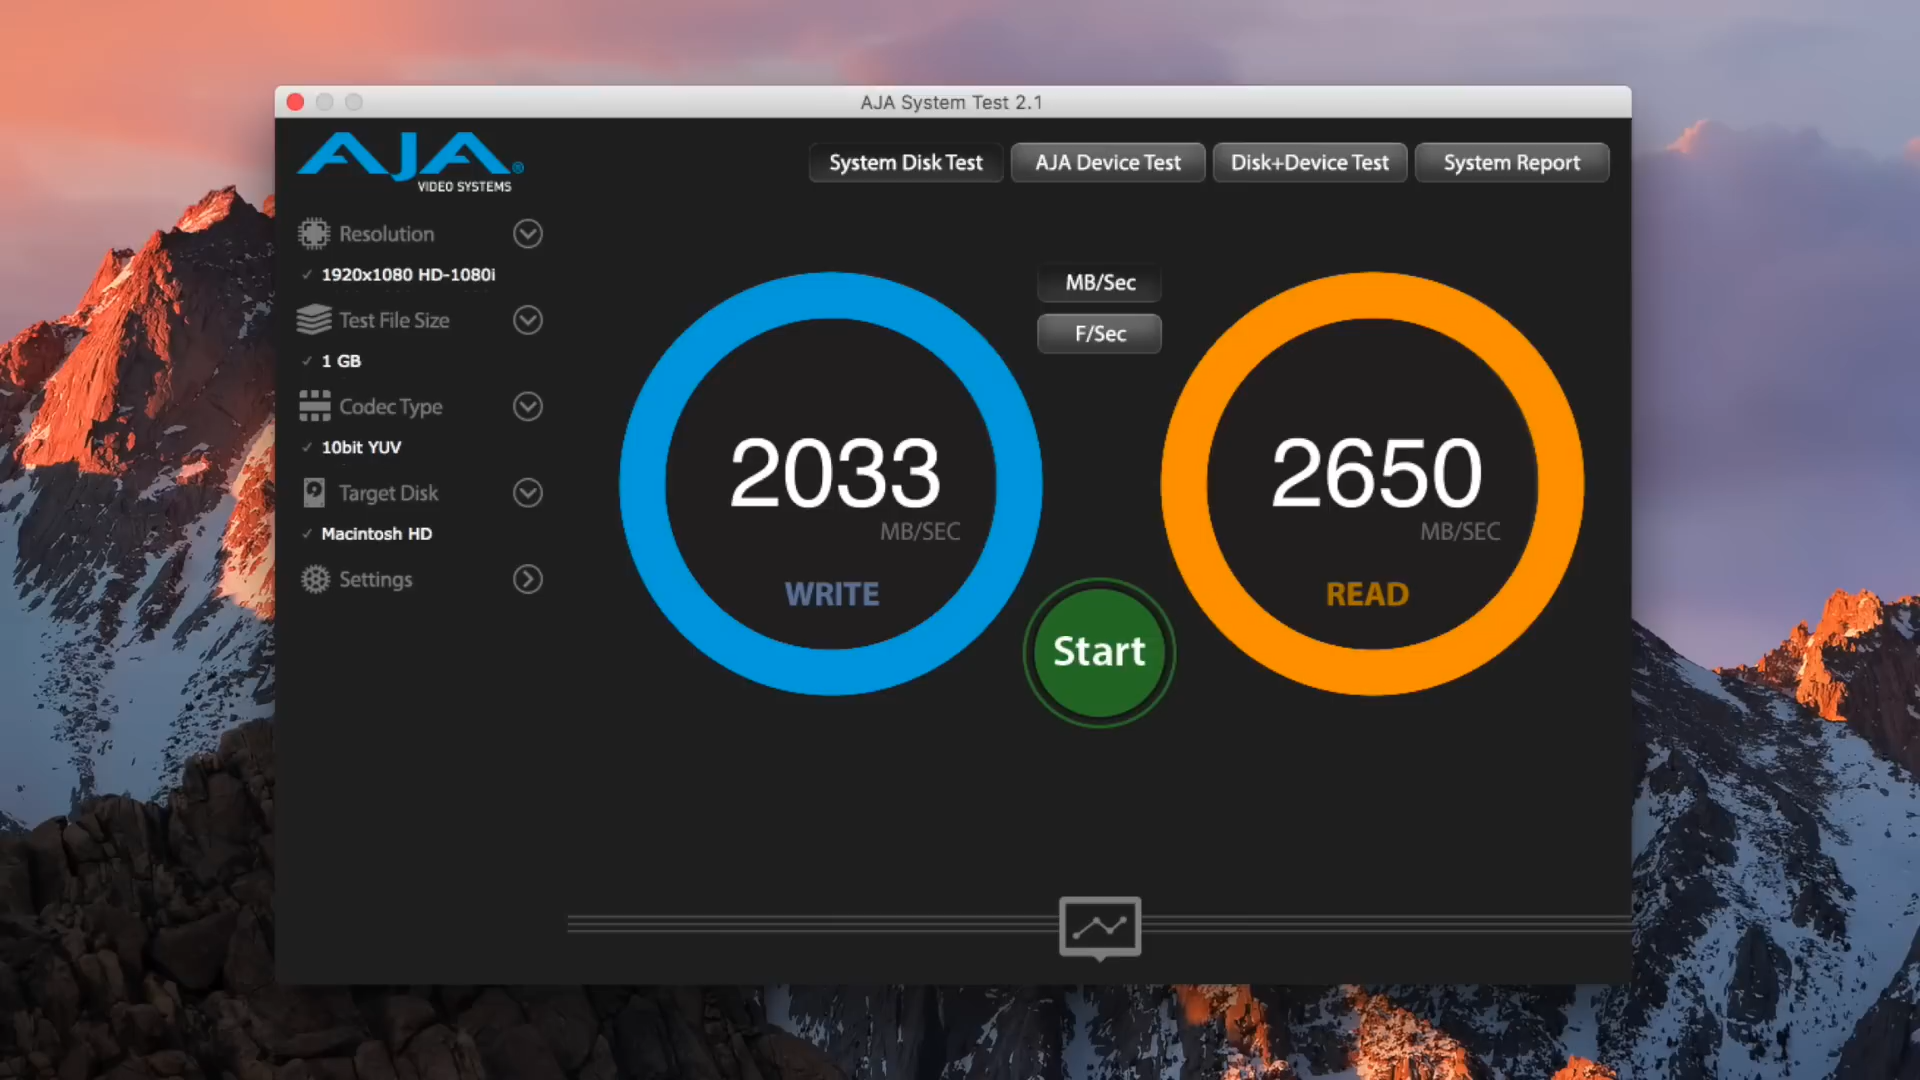 AJA System Test 2.1
AJA®
VIDEO SYSTEMS
System Disk Test
AJA Device Test
Disk+Device Test
System Report
Resolution
✓ 1920x1080 HD-1080i
Test File Size
✓ 1 GB
Codec Type
✓ 10bit YUV
Target Disk
✓ Macintosh HD
Settings
MB/Sec
F/Sec
2033
MB/SEC
WRITE
2650
MB/SEC
READ
Start